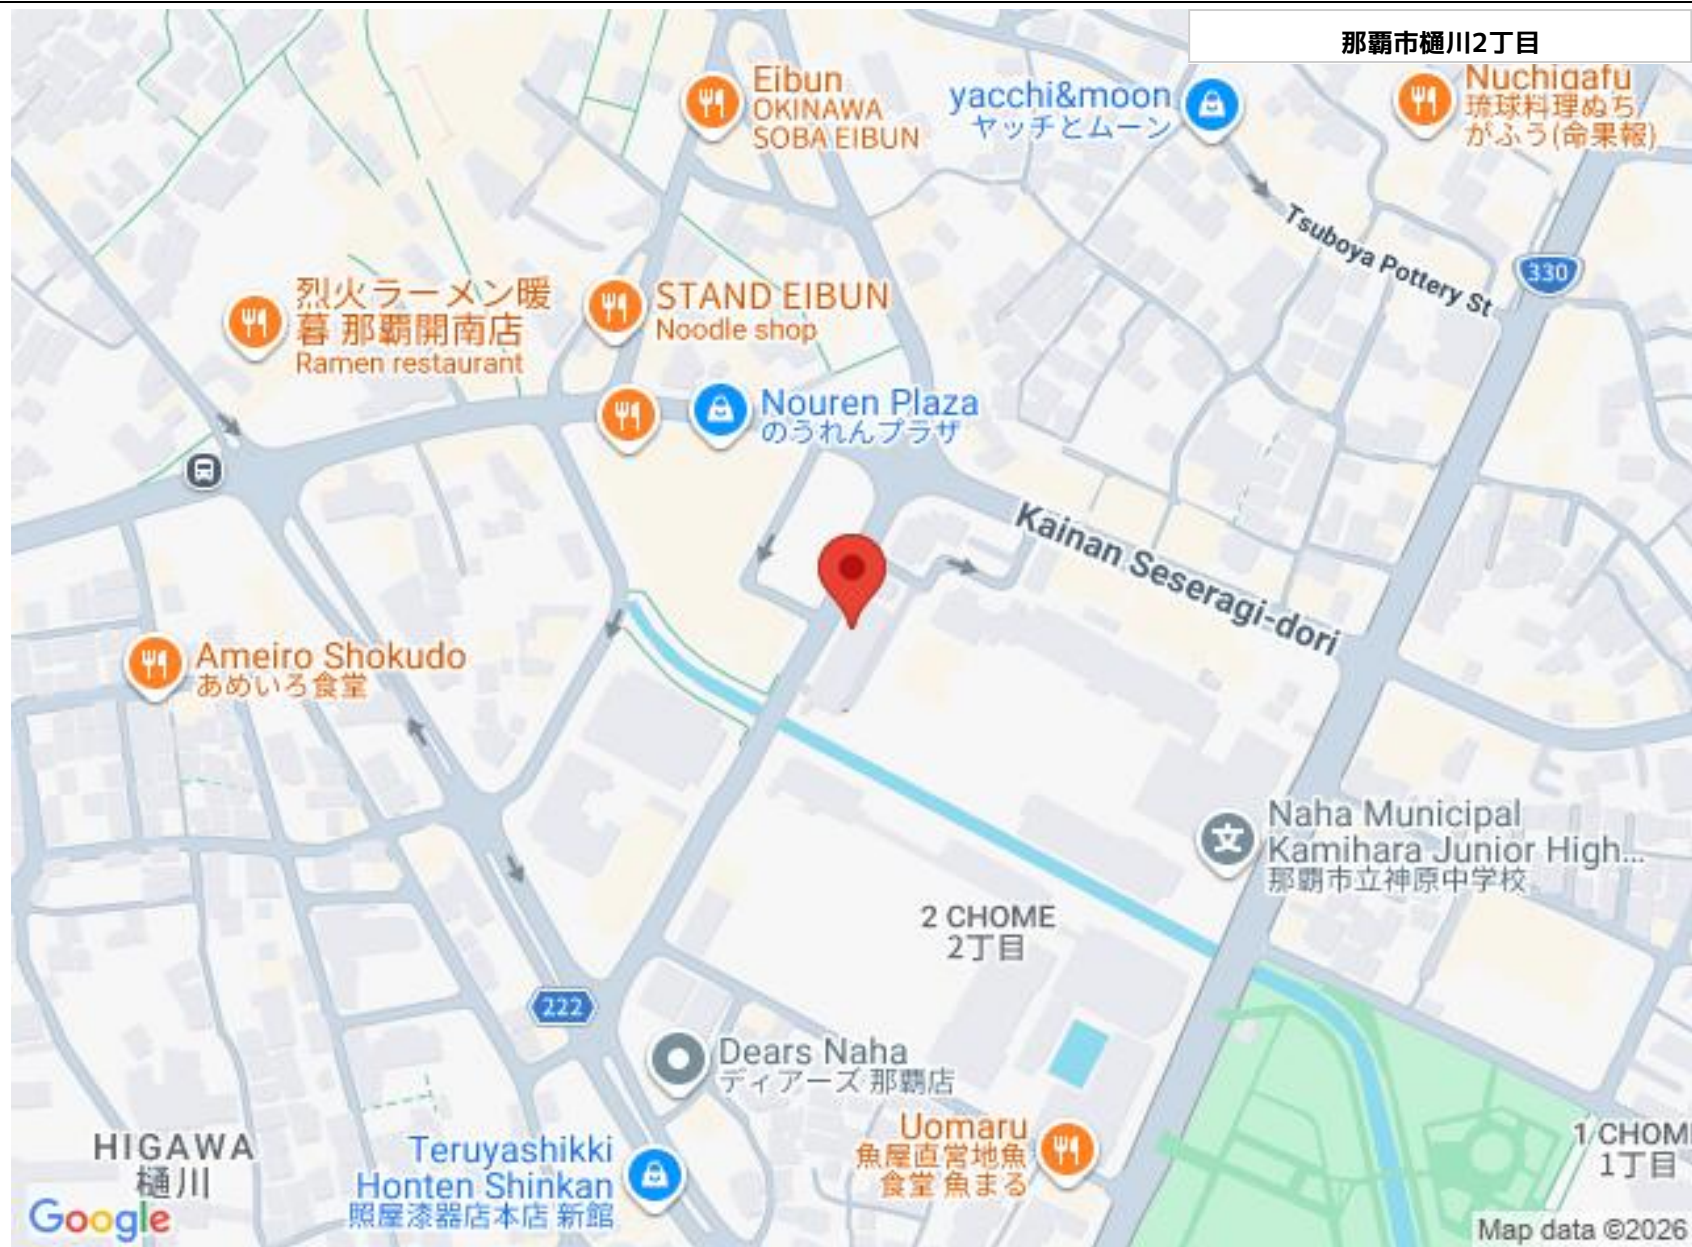 那覇市樋川2丁目
Eibun
OKINAWA
SOBA EIBUN
yacchi&moon
ヤッチとムーン
Nuchigafu
琉球料理ぬち
がふう(命果報)
Tsuboya Pottery St
330
烈火ラーメン暖
暮 那覇開南店
Ramen restaurant
STAND EIBUN
Noodle shop
Nouren Plaza
のうれんプラザ
Kainan Seseragi-dori
Ameiro Shokudo
あめいろ食堂
Naha Municipal
Kamihara Junior High...
那覇市立神原中学校
文
2 CHOME
2丁目
222
Dears Naha
ディアーズ 那覇店
Uomaru
魚屋直営地魚
食堂 魚まる
HIGAWA
樋川
Teruyashikki
Honten Shinkan
照屋漆器店本店 新館
1 CHOM
1丁目
Google
Map data ©2026